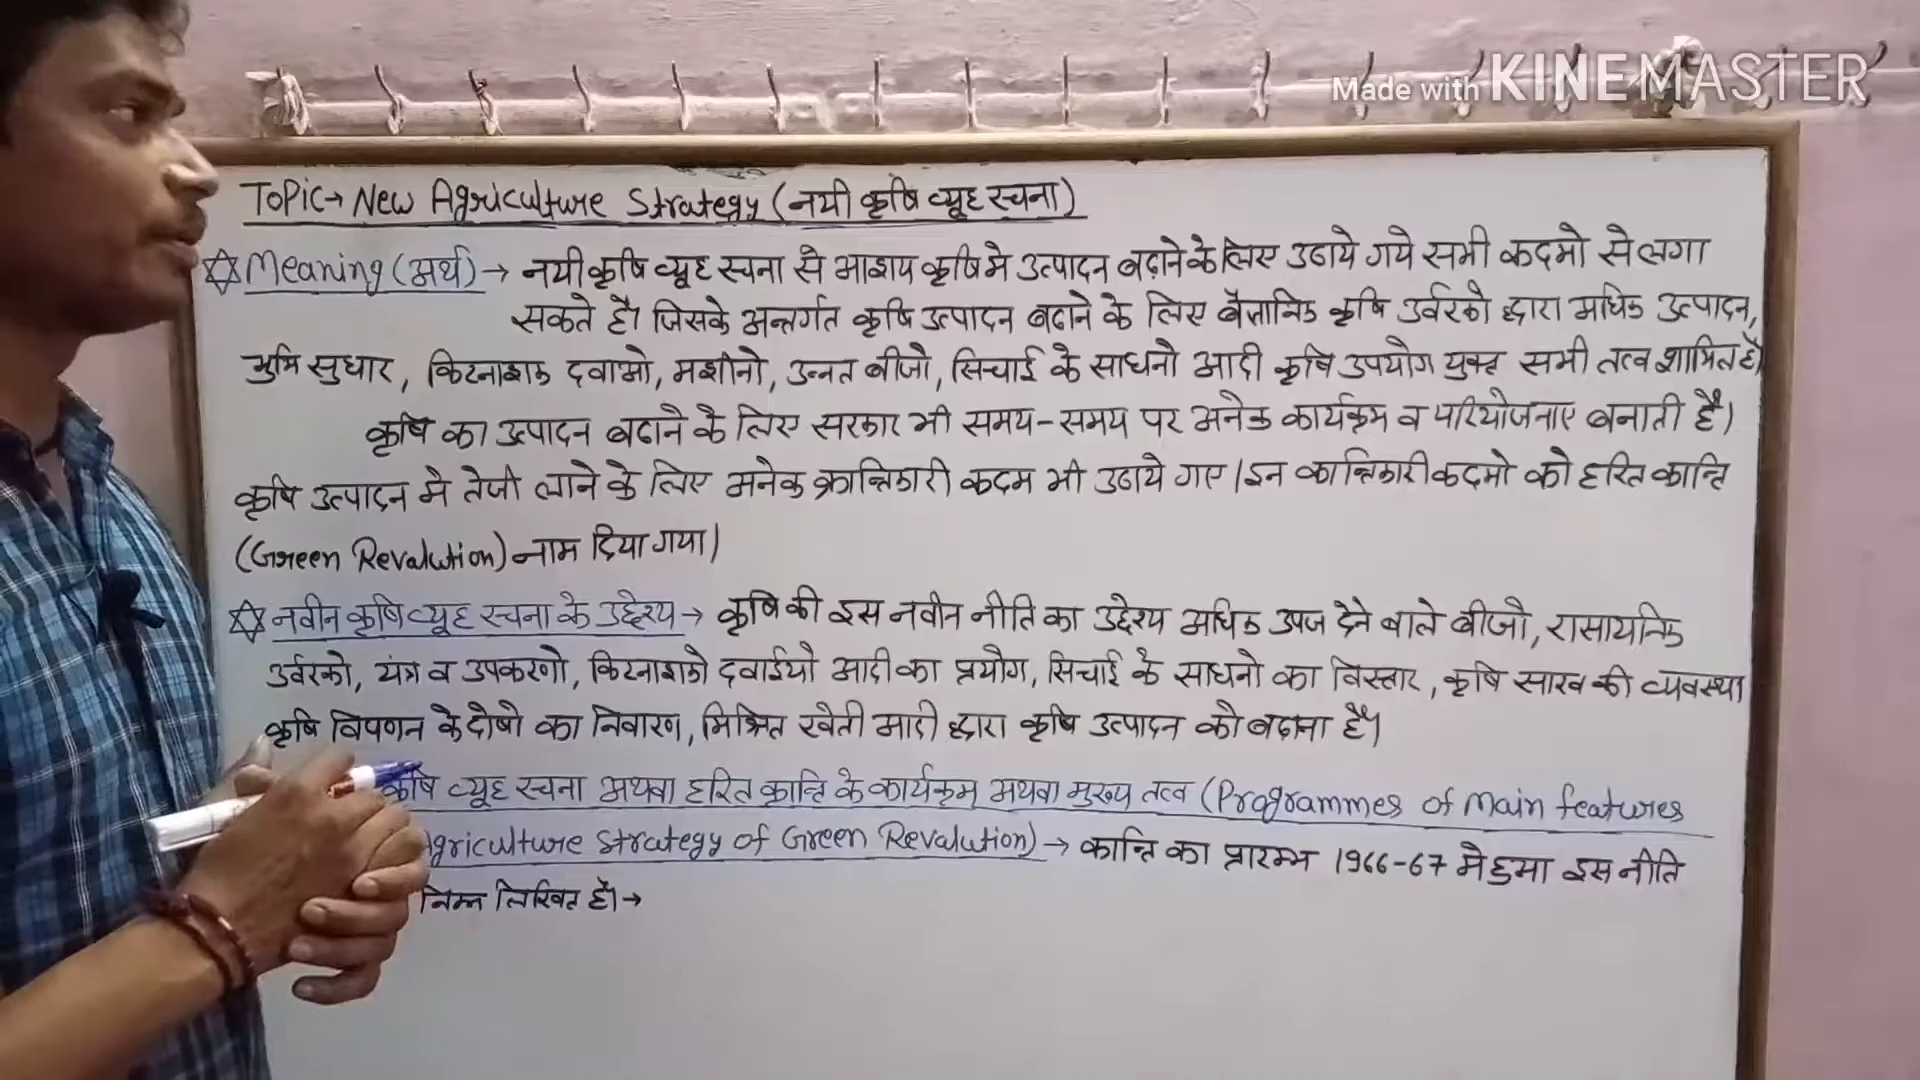 Made with KINEMASTER
Topic→ New Agriculture Strategy (नयी कृषि व्यूह रचना)
Meaning (अर्थ) → नयी कृषि व्यूह रचना से आशय कृषि मे उत्पादन बढ़ाने के लिए उठाये गये सभी कदमो से लगा
सकते है। जिसके अन्तर्गत कृषि उत्पादन बढाने के लिए वैज्ञानिक कृषि उर्वरको द्वारा अधिक उत्पादन,
भूमि सुधार, किटनाशक दवाओ, मशीनो, उन्नत बीजो, सिचाई के साधनो आदी कृषि उपयोग युक्त सभी तत्व शामिल है।
कृषि का उत्पादन बढाने के लिए सरकार भी समय-समय पर अनेक कार्यक्रम व परियोजनाए बनाती है।
कृषि उत्पादन मे तेजी लाने के लिए अनेक क्रान्तिकारी कदम भी उठाये गए। इन कान्तिकारी कदमो को हरित कान्ति
(Green Revalution) नाम दिया गया।
नवीन कृषि व्यूह रचना के उद्देश्य → कृषि की इस नवीन नीति का उद्देश्य अधिक उपज देने वाले बीजो, रासायनिक
उर्वरको, यंत्र व उपकरणो, किटनाशको दवाईयो आदी का प्रयोग, सिचाई के साधनो का विस्तार, कृषि साख की व्यवस्था
कृषि विपणन के दोषो का निवारण, मिश्रित खेती आदी द्वारा कृषि उत्पादन को बढाना है।
कृषि व्यूह रचना अथवा हरित क्रान्ति के कार्यक्रम अथवा मुख्य तत्व (Programmes of Main features
Agriculture Strategy of Green Revalution) → कान्ति का प्रारम्भ 1966-67 मे हुआ इस नीति
निम्न लिखित है। →